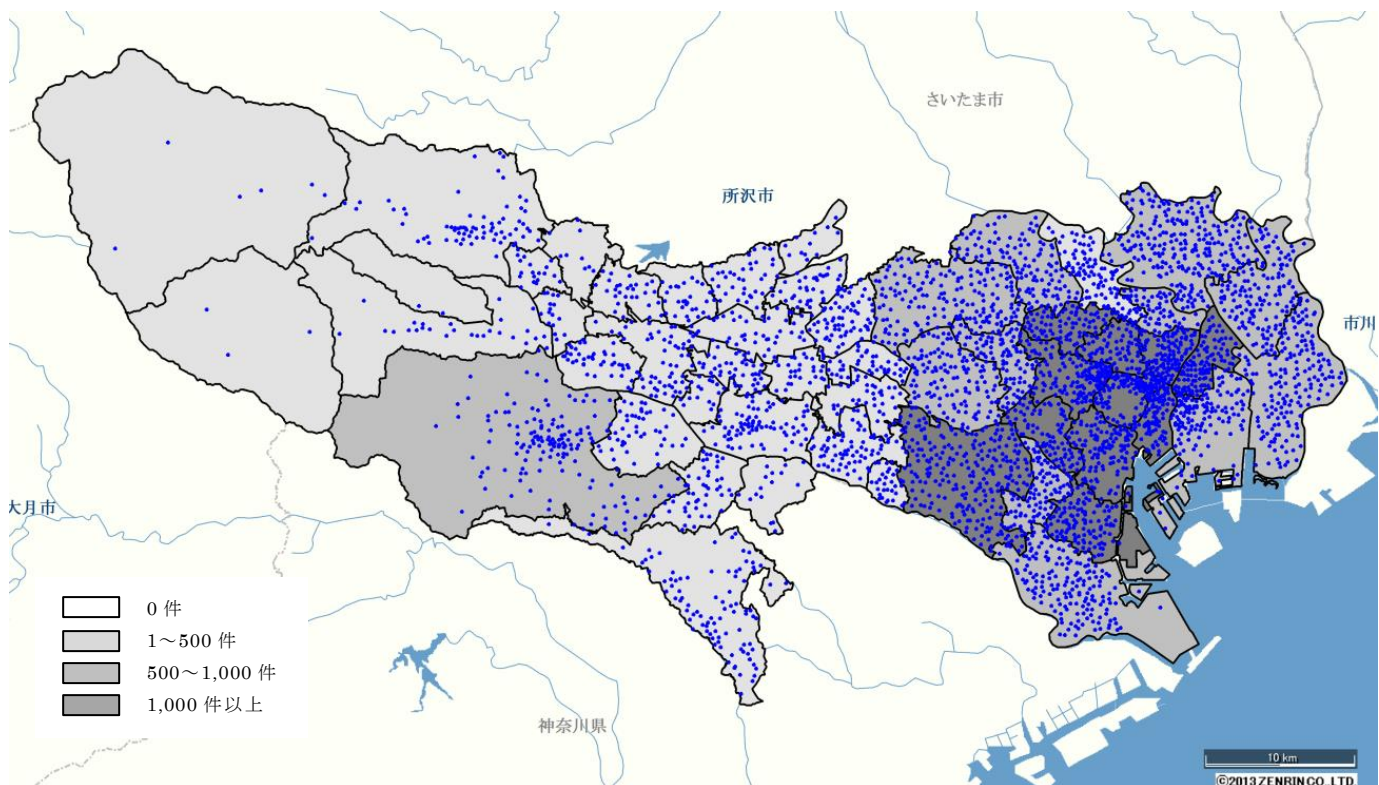 さいたま市
所沢市
市川
大月市
0 件
1～500 件
500～1,000 件
1,000 件以上
神奈川県
10 km
©2013 ZENRIN CO., LTD.